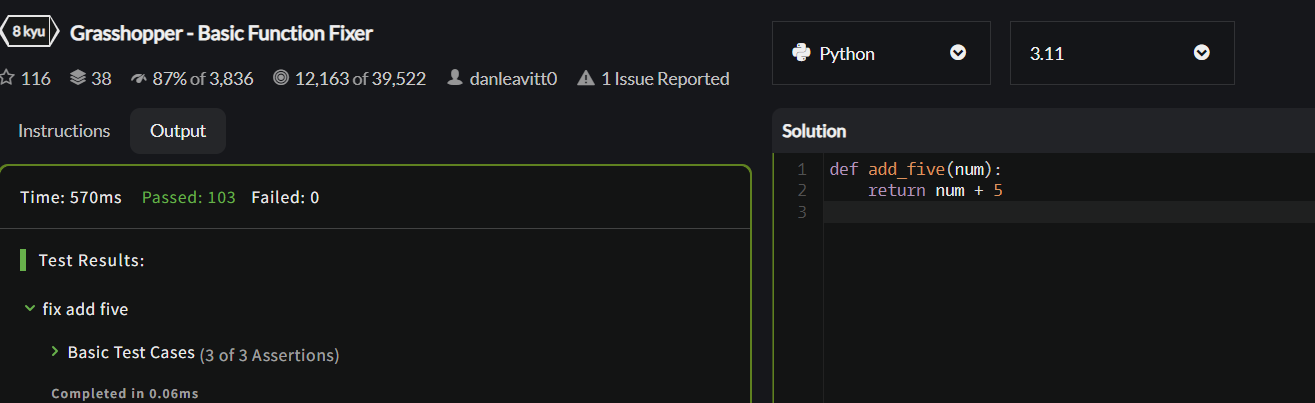 8 kyu Grasshopper - Basic Function Fixer
116 38 87% of 3,836 12,163 of 39,522 danleavitt0 1 Issue Reported
Instructions Output
Time: 570ms Passed: 103 Failed: 0
Test Results:
fix add five
Basic Test Cases (3 of 3 Assertions)
Completed in 0.06ms
Python 3.11
Solution
1 def add_five(num):
2     return num + 5
3